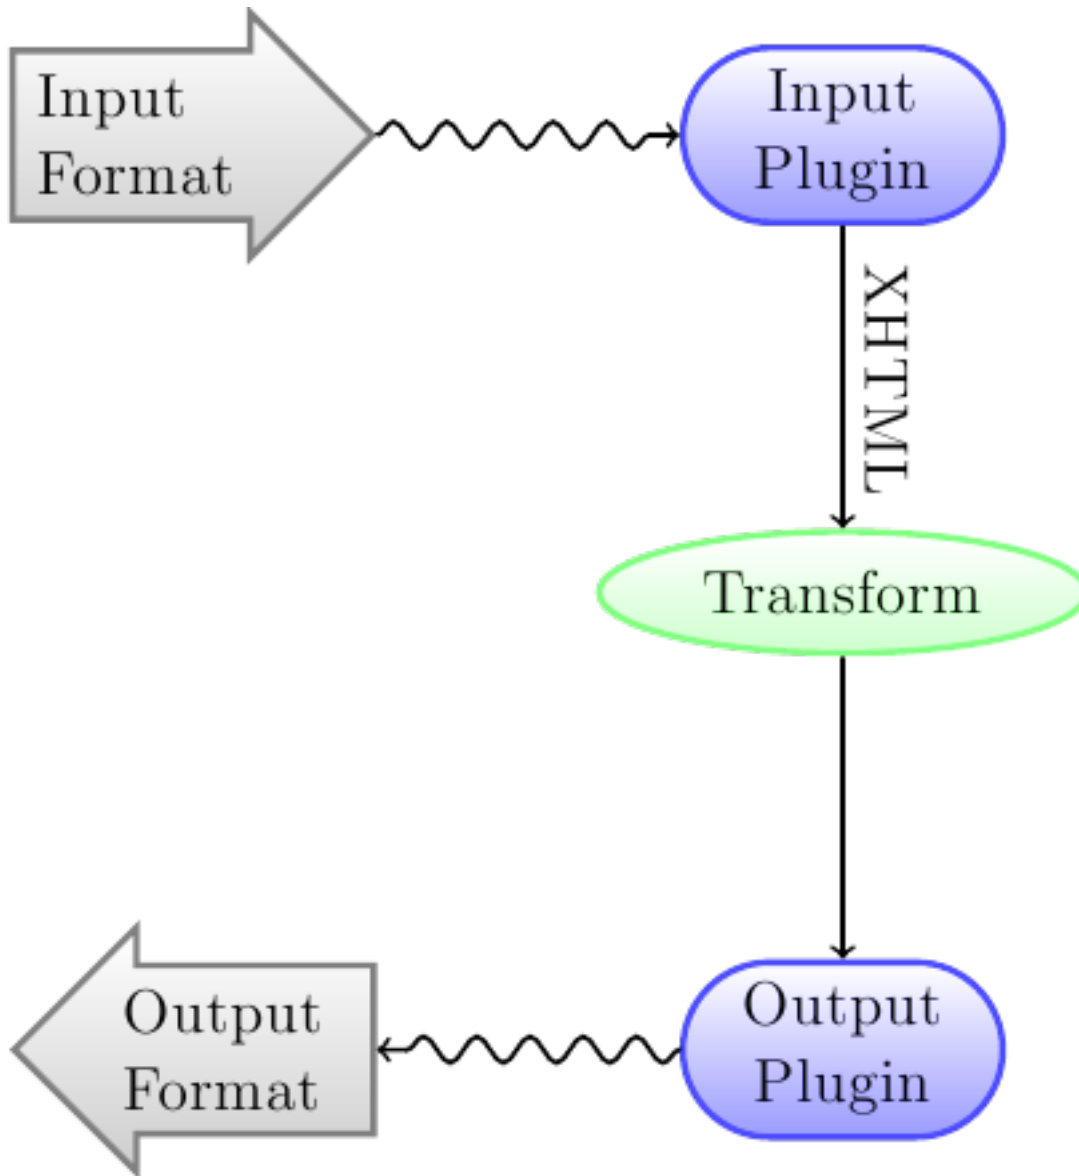 Input
Format
Input
Plugin
XHTML
Transform
Output
Format
Output
Plugin